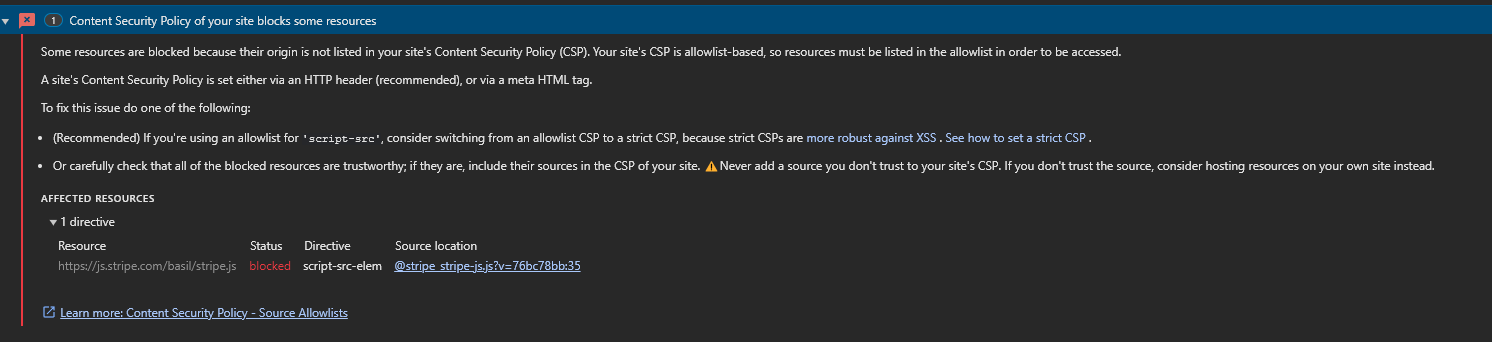 1 Content Security Policy of your site blocks some resources
Some resources are blocked because their origin is not listed in your site's Content Security Policy (CSP). Your site's CSP is allowlist-based, so resources must be listed in the allowlist in order to be accessed.
A site's Content Security Policy is set either via an HTTP header (recommended), or via a meta HTML tag.
To fix this issue do one of the following:
• (Recommended) If you're using an allowlist for 'script-src', consider switching from an allowlist CSP to a strict CSP, because strict CSPs are more robust against XSS . See how to set a strict CSP .
• Or carefully check that all of the blocked resources are trustworthy; if they are, include their sources in the CSP of your site. ⚠Never add a source you don't trust to your site's CSP. If you don't trust the source, consider hosting resources on your own site instead.
AFFECTED RESOURCES
1 directive
Resource Status Directive Source location
https://js.stripe.com/basil/stripe.js blocked script-src-elem @stripe_stripe-js.js?v=76bc78bb:35
Learn more: Content Security Policy - Source Allowlists